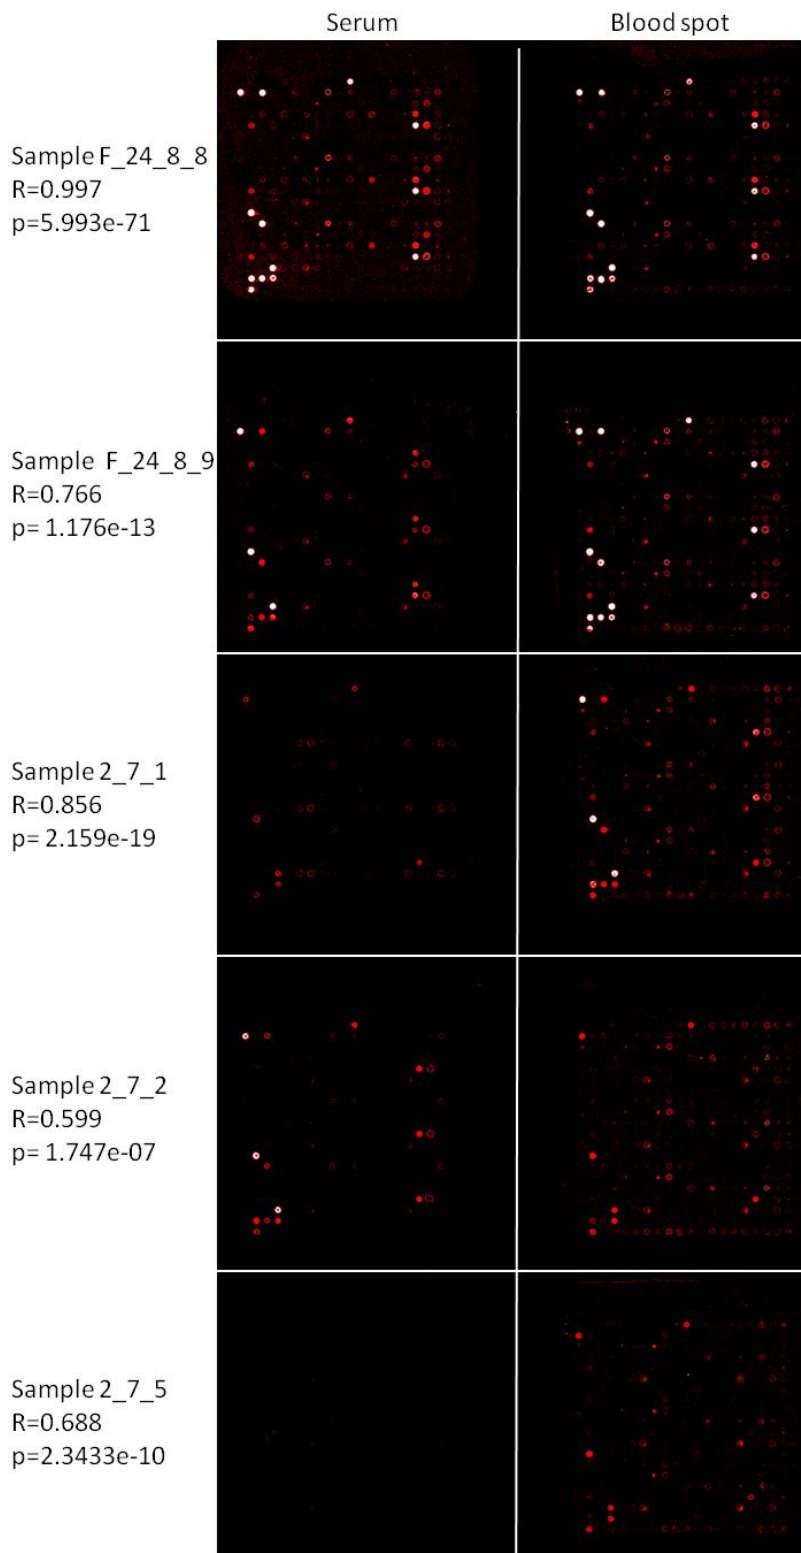 Serum Blood spot
Sample F_24_8_8
R=0.997
p=5.993e-71
Sample F_24_8_9
R=0.766
p= 1.176e-13
Sample 2_7_1
R=0.856
p= 2.159e-19
Sample 2_7_2
R=0.599
p= 1.747e-07
Sample 2_7_5
R=0.688
p=2.3433e-10